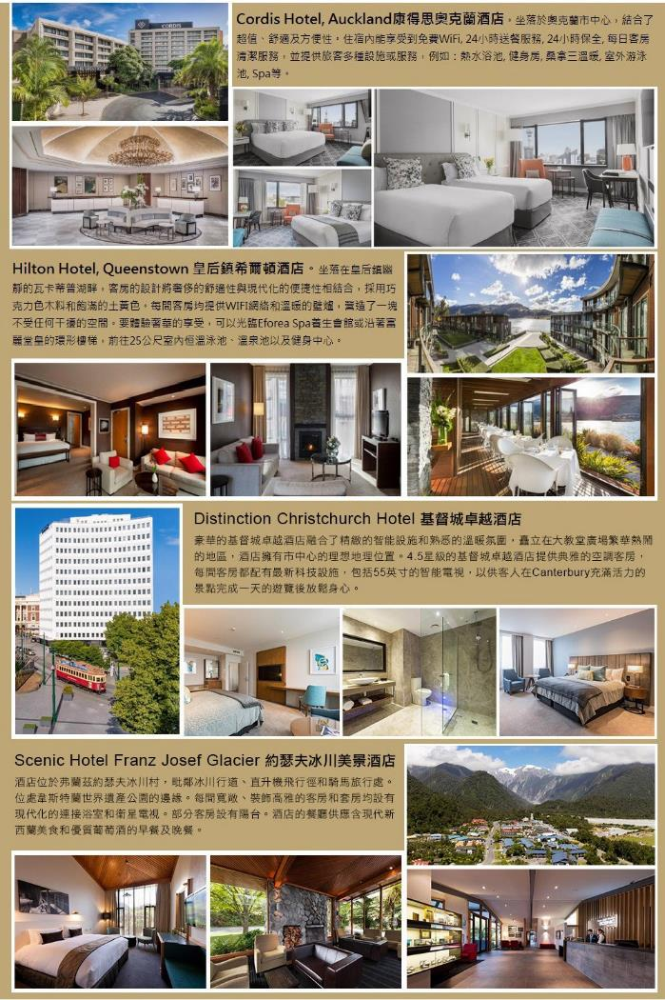 CORDIS
Cordis Hotel, Auckland康得思奧克蘭酒店。坐落於奧克蘭市中心，結合了
超值、舒適及方便性。住宿內能享受到免費WiFi, 24小時送餐服務, 24小時保全, 每日客房
清潔服務，並提供旅客多種設施或服務，例如：熱水浴池, 健身房, 桑拿三溫暖, 室外游泳
池, Spa等。
Hilton Hotel, Queenstown 皇后鎮希爾頓酒店。坐落在皇后鎮幽
靜的瓦卡蒂普湖畔，客房的設計將奢侈的舒適性與現代化的便捷性相結合，採用巧
克力色木料和飽滿的土黃色。每間客房均提供WIFI網絡和溫暖的壁爐，營造了一塊
不受任何干擾的空間。要體驗奢華的享受，可以光臨Eforea Spa養生會館或沿著富
麗堂皇的環形樓梯，前往25公尺室內恒溫泳池、溫泉池以及健身中心。
Distinction Christchurch Hotel 基督城卓越酒店
豪華的基督城卓越酒店融合了精緻的智能設施和熟悉的溫暖氛圍，矗立在大教堂廣場繁華熱鬧
的地區，酒店擁有市中心的理想地理位置。4.5星級的基督城卓越酒店提供典雅的空調客房，
每間客房都配有最新科技設施，包括55英寸的智能電視，以供客人在Canterbury充滿活力的
景點完成一天的遊覽後放鬆身心。
Scenic Hotel Franz Josef Glacier 約瑟夫冰川美景酒店
酒店位於弗蘭茲約瑟夫冰川村，毗鄰冰川行道、直升機飛行徑和騎馬旅行處。
位處韋斯特蘭世界遺產公園的邊緣。每間寬敞、裝飾高雅的客房和套房均設有
現代化的連接浴室和衛星電視。部分客房設有陽台。酒店的餐廳供應含現代新
西蘭美食和優質葡萄酒的早餐及晚餐。